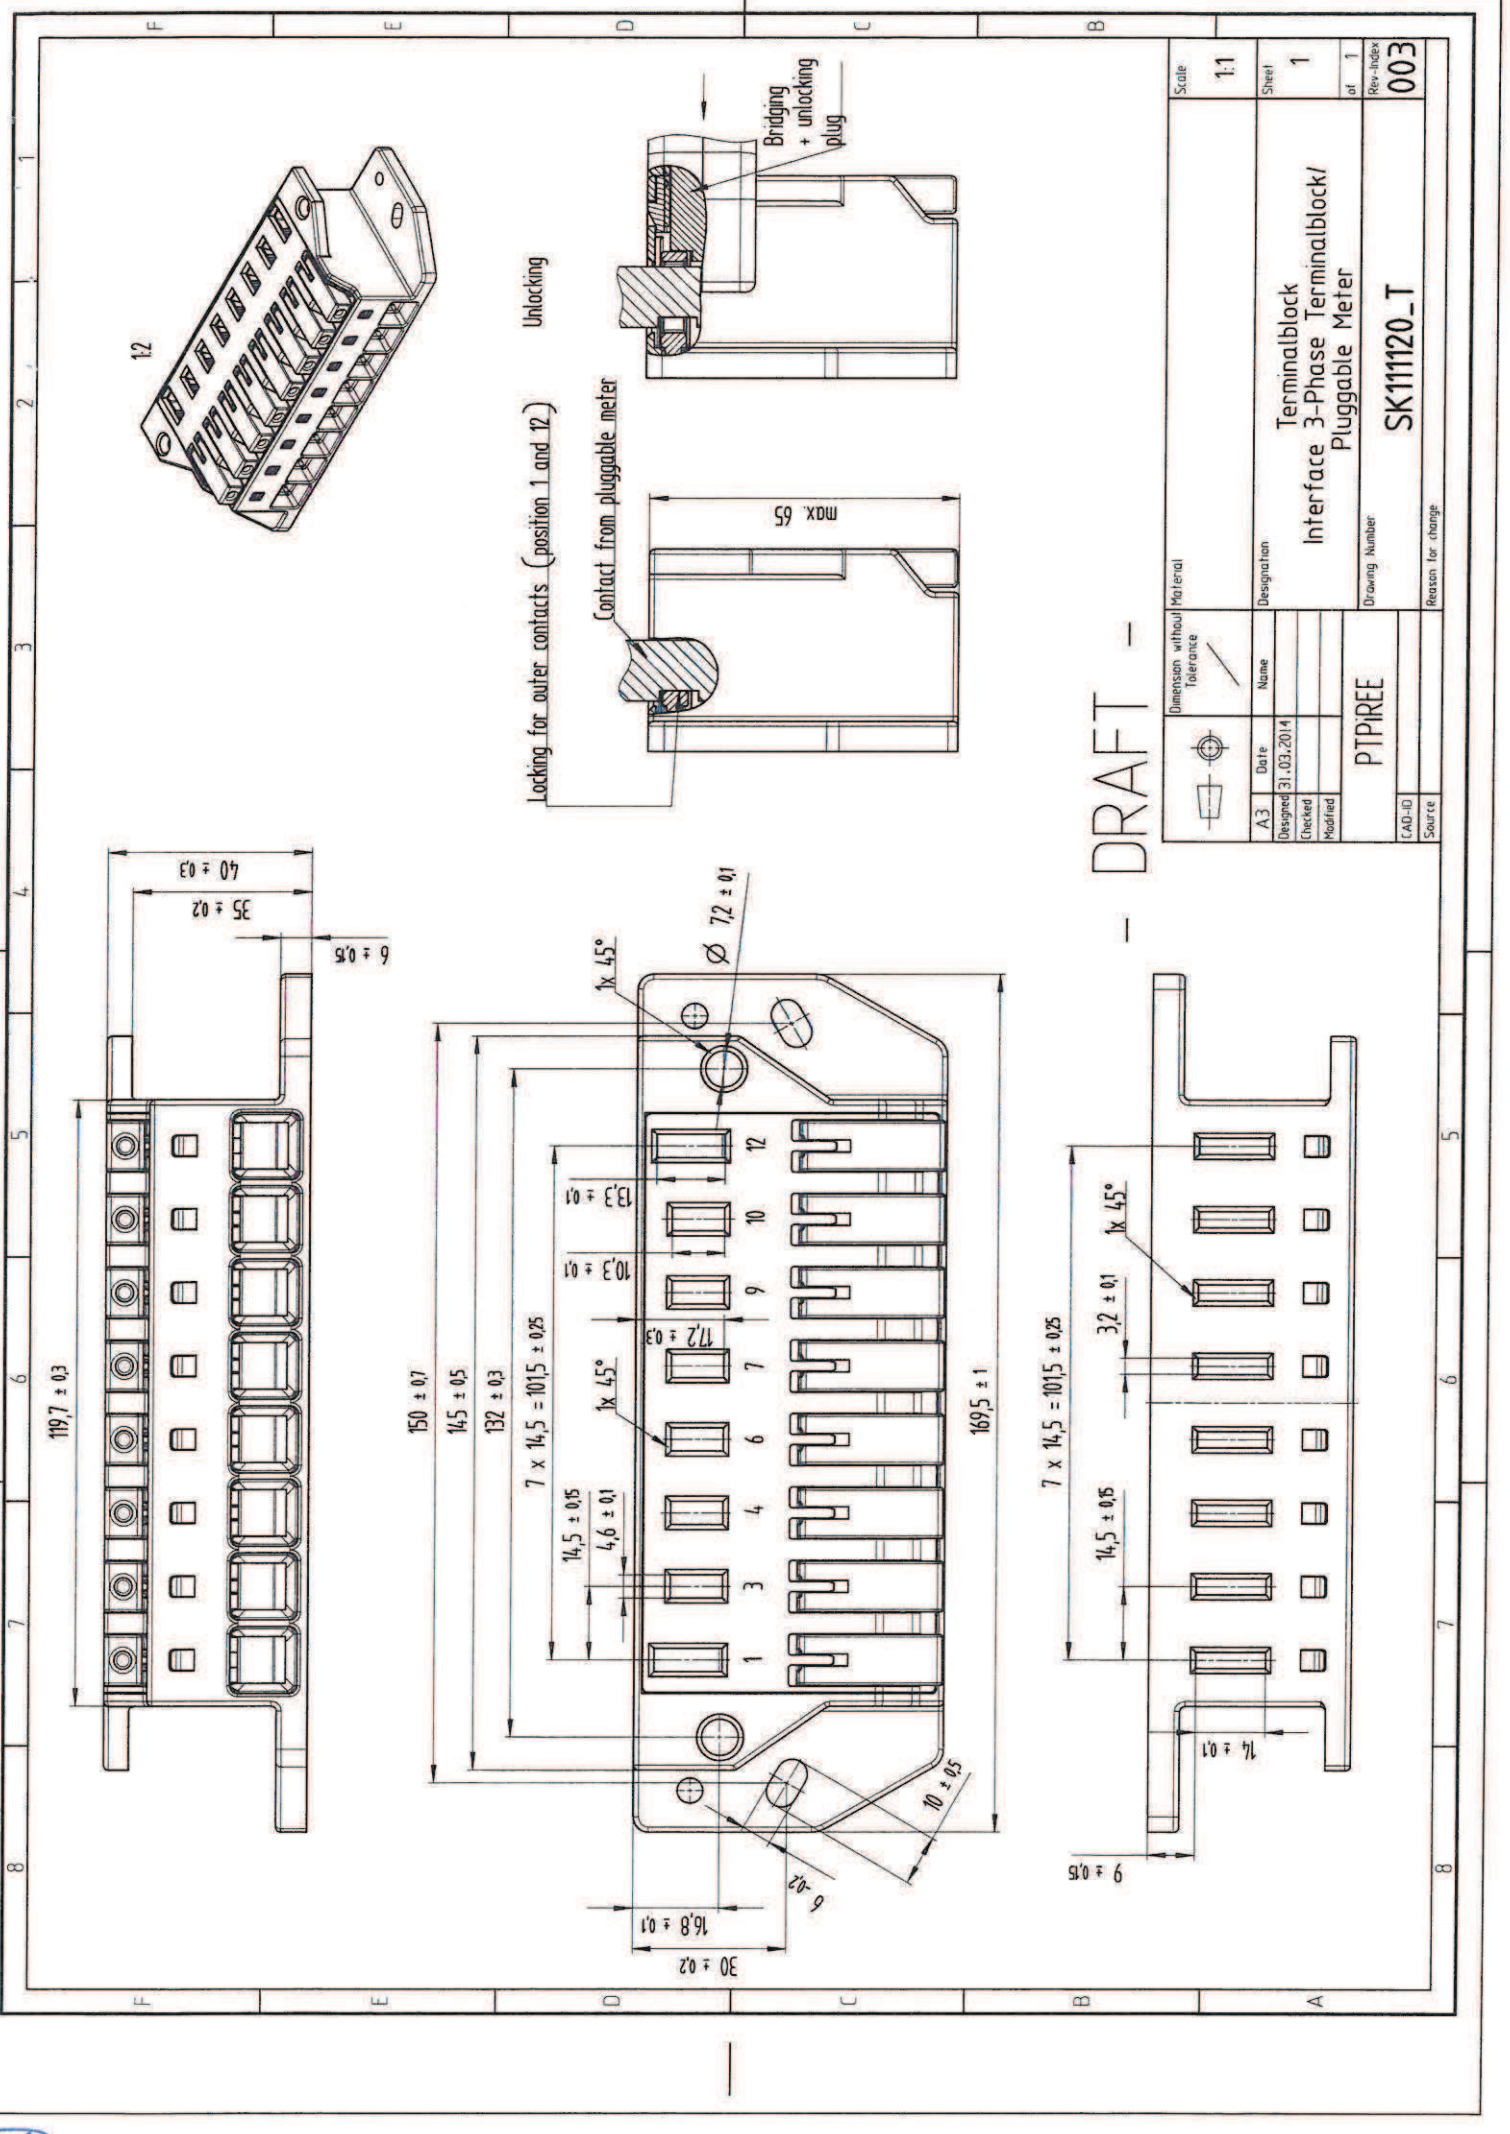 8
7
6
5
4
3
2
1
F
F
119,7 ± 0,3
40 ± 0,3
35 ± 0,2
6 ± 0,15
1:2
E
E
150 ± 0,7
145 ± 0,5
132 ± 0,3
7 x 14,5 = 101,5 ± 0,25
14,5 ± 0,15
4,6 ± 0,1
1x 45°
1x 45°
Ø 7,2 ± 0,1
10,3 ± 0,1
13,3 ± 0,1
17,2 ± 0,3
1
3
4
6
7
9
10
12
16,8 ± 0,1
30 ± 0,2
6 -0,2
10 ± 0,5
169,5 ± 1
D
D
Locking for outer contacts (position 1 and 12)
Unlocking
Contact from pluggable meter
max. 65
Bridging
+ unlocking
plug
C
C
7 x 14,5 = 101,5 ± 0,25
14,5 ± 0,15
3,2 ± 0,1
1x 45°
9 ± 0,15
14 ± 0,1
B
B
– DRAFT –
Dimension without
Tolerance
Material
Scale
1:1
A3
Date
Name
Designation
Sheet
1
of 1
Designed
31.03.2014
Checked
Modified
Terminalblock
Interface 3-Phase Terminalblock/
Pluggable Meter
PTPiREE
Drawing Number
SK111120_T
Rev-Index
003
CAD-ID
Source
Reason for change
A
8
7
6
5